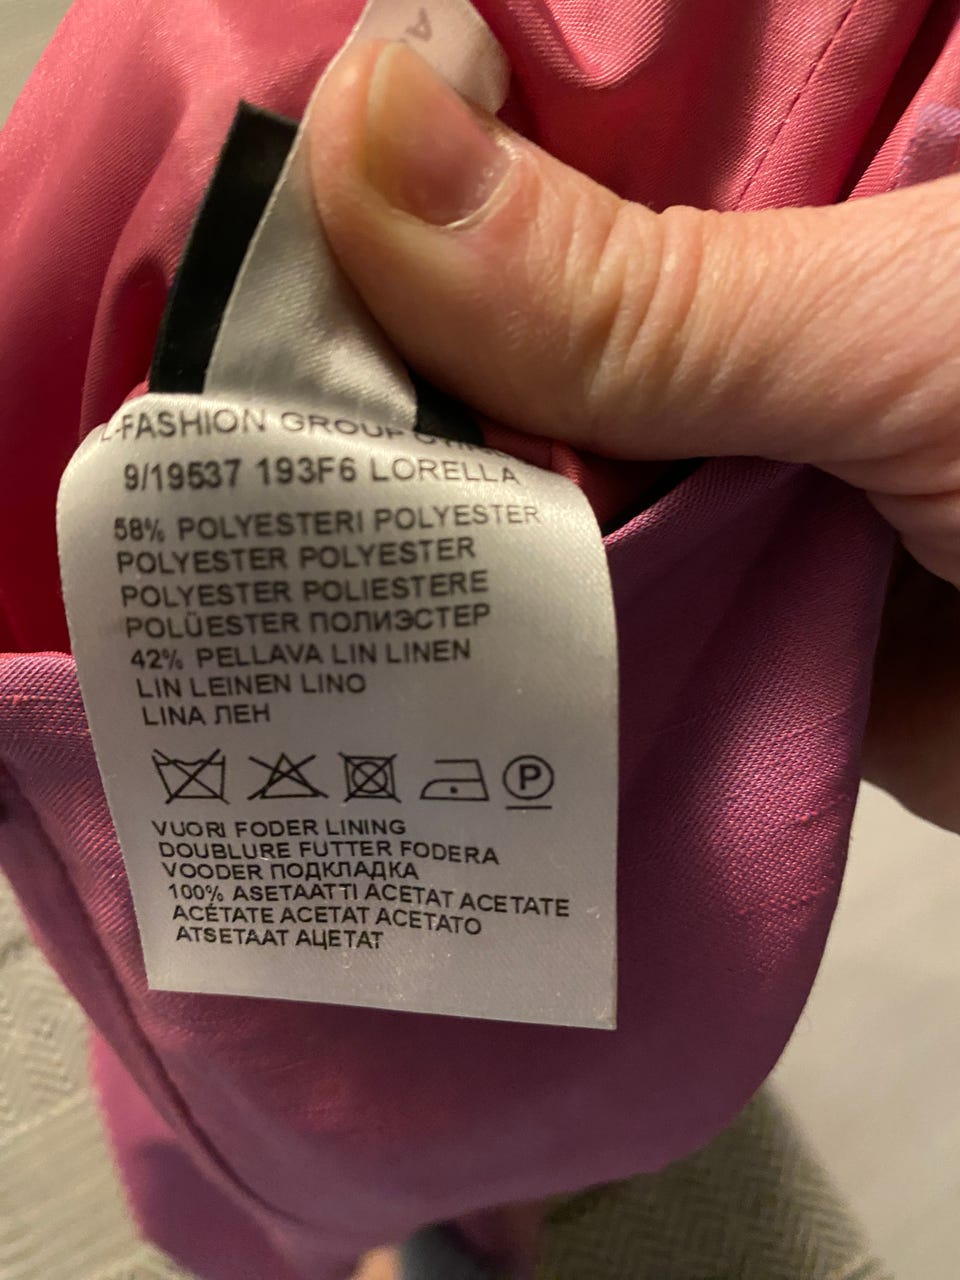 L-FASHION GROUP
9/19537 193F6 LORELLA
58% POLYESTERI POLYESTER
POLYESTER POLYESTER
POLYESTER POLIESTERE
POLÜESTER ПОЛИЭСТЕР
42% PELLAVA LIN LINEN
LIN LEINEN LINO
LINA ЛЕН
P
VUORI FODER LINING
DOUBLURE FUTTER FODERA
VOODER ПОДКЛАДКА
100% ASETAATTI ACETAT ACETATE
ACÉTATE ACETAT ACETATO
ATSETAAT АЦЕТАТ